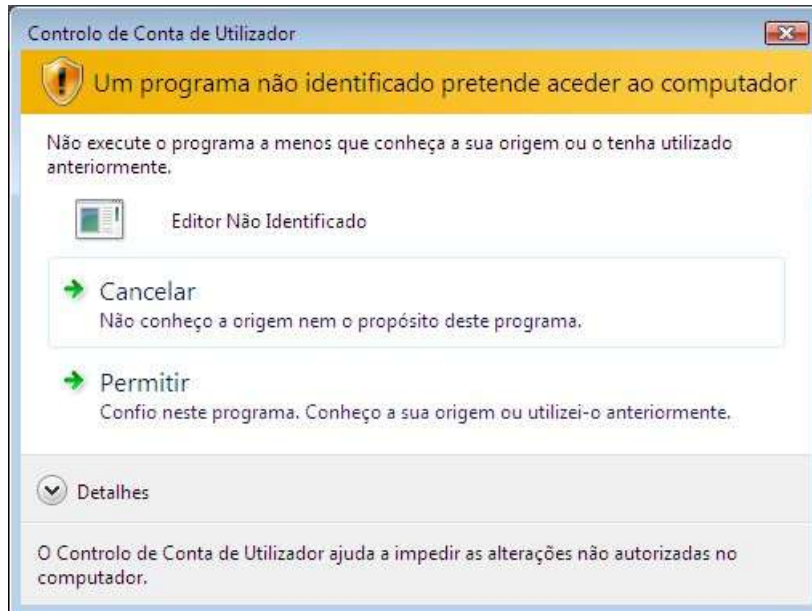 Controlo de Conta de Utilizador
Um programa não identificado pretende aceder ao computador
Não execute o programa a menos que conheça a sua origem ou o tenha utilizado
anteriormente.
Editor Não Identificado
Cancelar
Não conheço a origem nem o propósito deste programa.
Permitir
Confio neste programa. Conheço a sua origem ou utilizei-o anteriormente.
Detalhes
O Controlo de Conta de Utilizador ajuda a impedir as alterações não autorizadas no
computador.